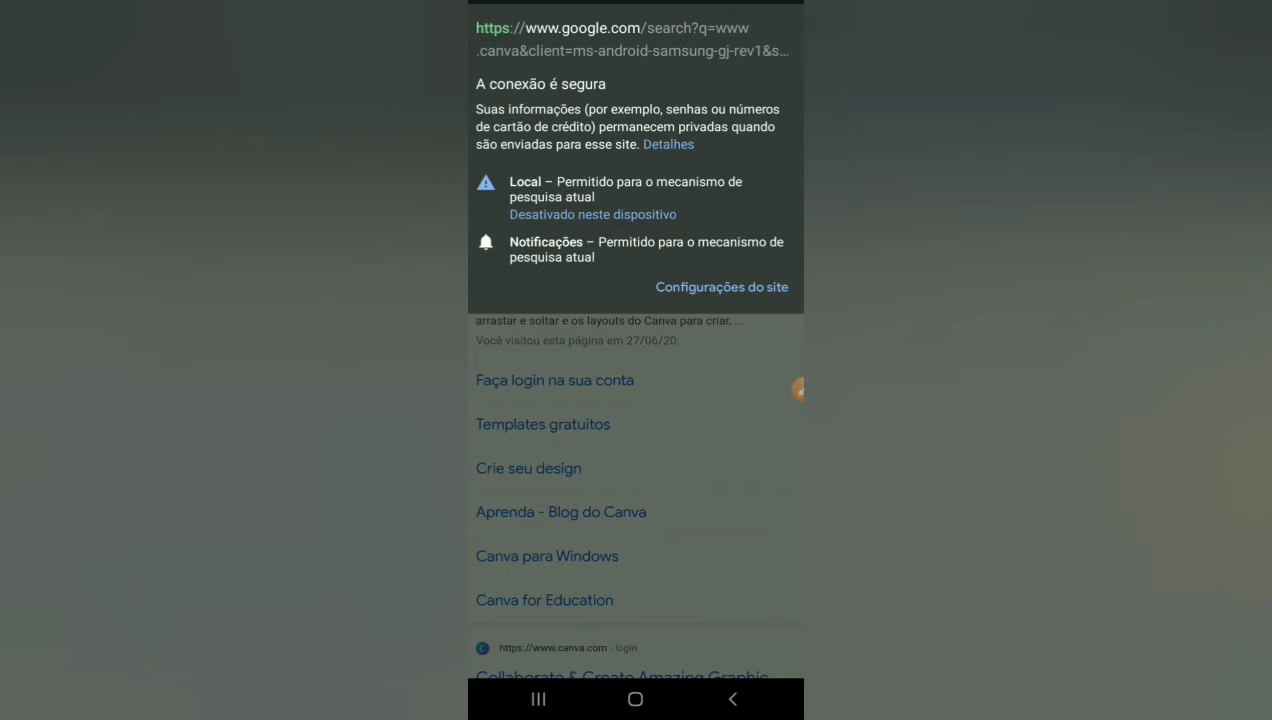 https://www.google.com/search?q=www
.canva&client=ms-android-samsung-gj-rev1&s...
A conexão é segura
Suas informações (por exemplo, senhas ou números
de cartão de crédito) permanecem privadas quando
são enviadas para esse site. Detalhes
Local – Permitido para o mecanismo de
pesquisa atual
Desativado neste dispositivo
Notificações – Permitido para o mecanismo de
pesquisa atual
Configurações do site
arrastar e soltar e os layouts do Canva para criar, ...
Você visitou esta página em 27/06/20.
Faça login na sua conta
Templates gratuitos
Crie seu design
Aprenda - Blog do Canva
Canva para Windows
Canva for Education
https://www.canva.com › login
Collaborate & Create Amazing Graphic